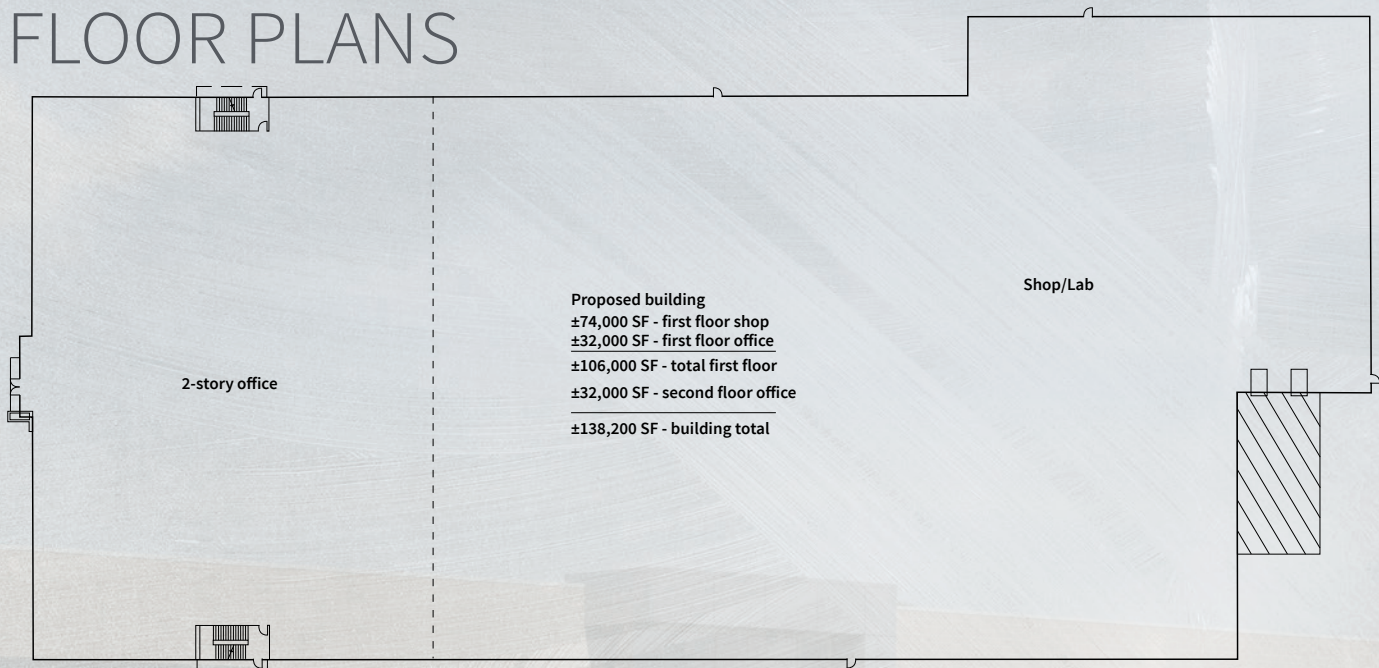 FLOOR PLANS
Shop/Lab
Proposed building
±74,000 SF - first floor shop
±32,000 SF - first floor office
±106,000 SF - total first floor
±32,000 SF - second floor office
±138,200 SF - building total
2-story office